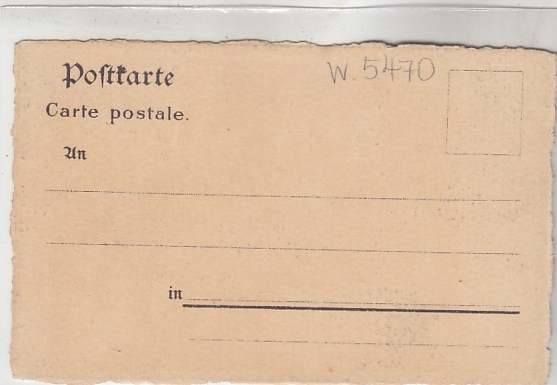 Postkarte
W. 5470
Carte postale.
An
in